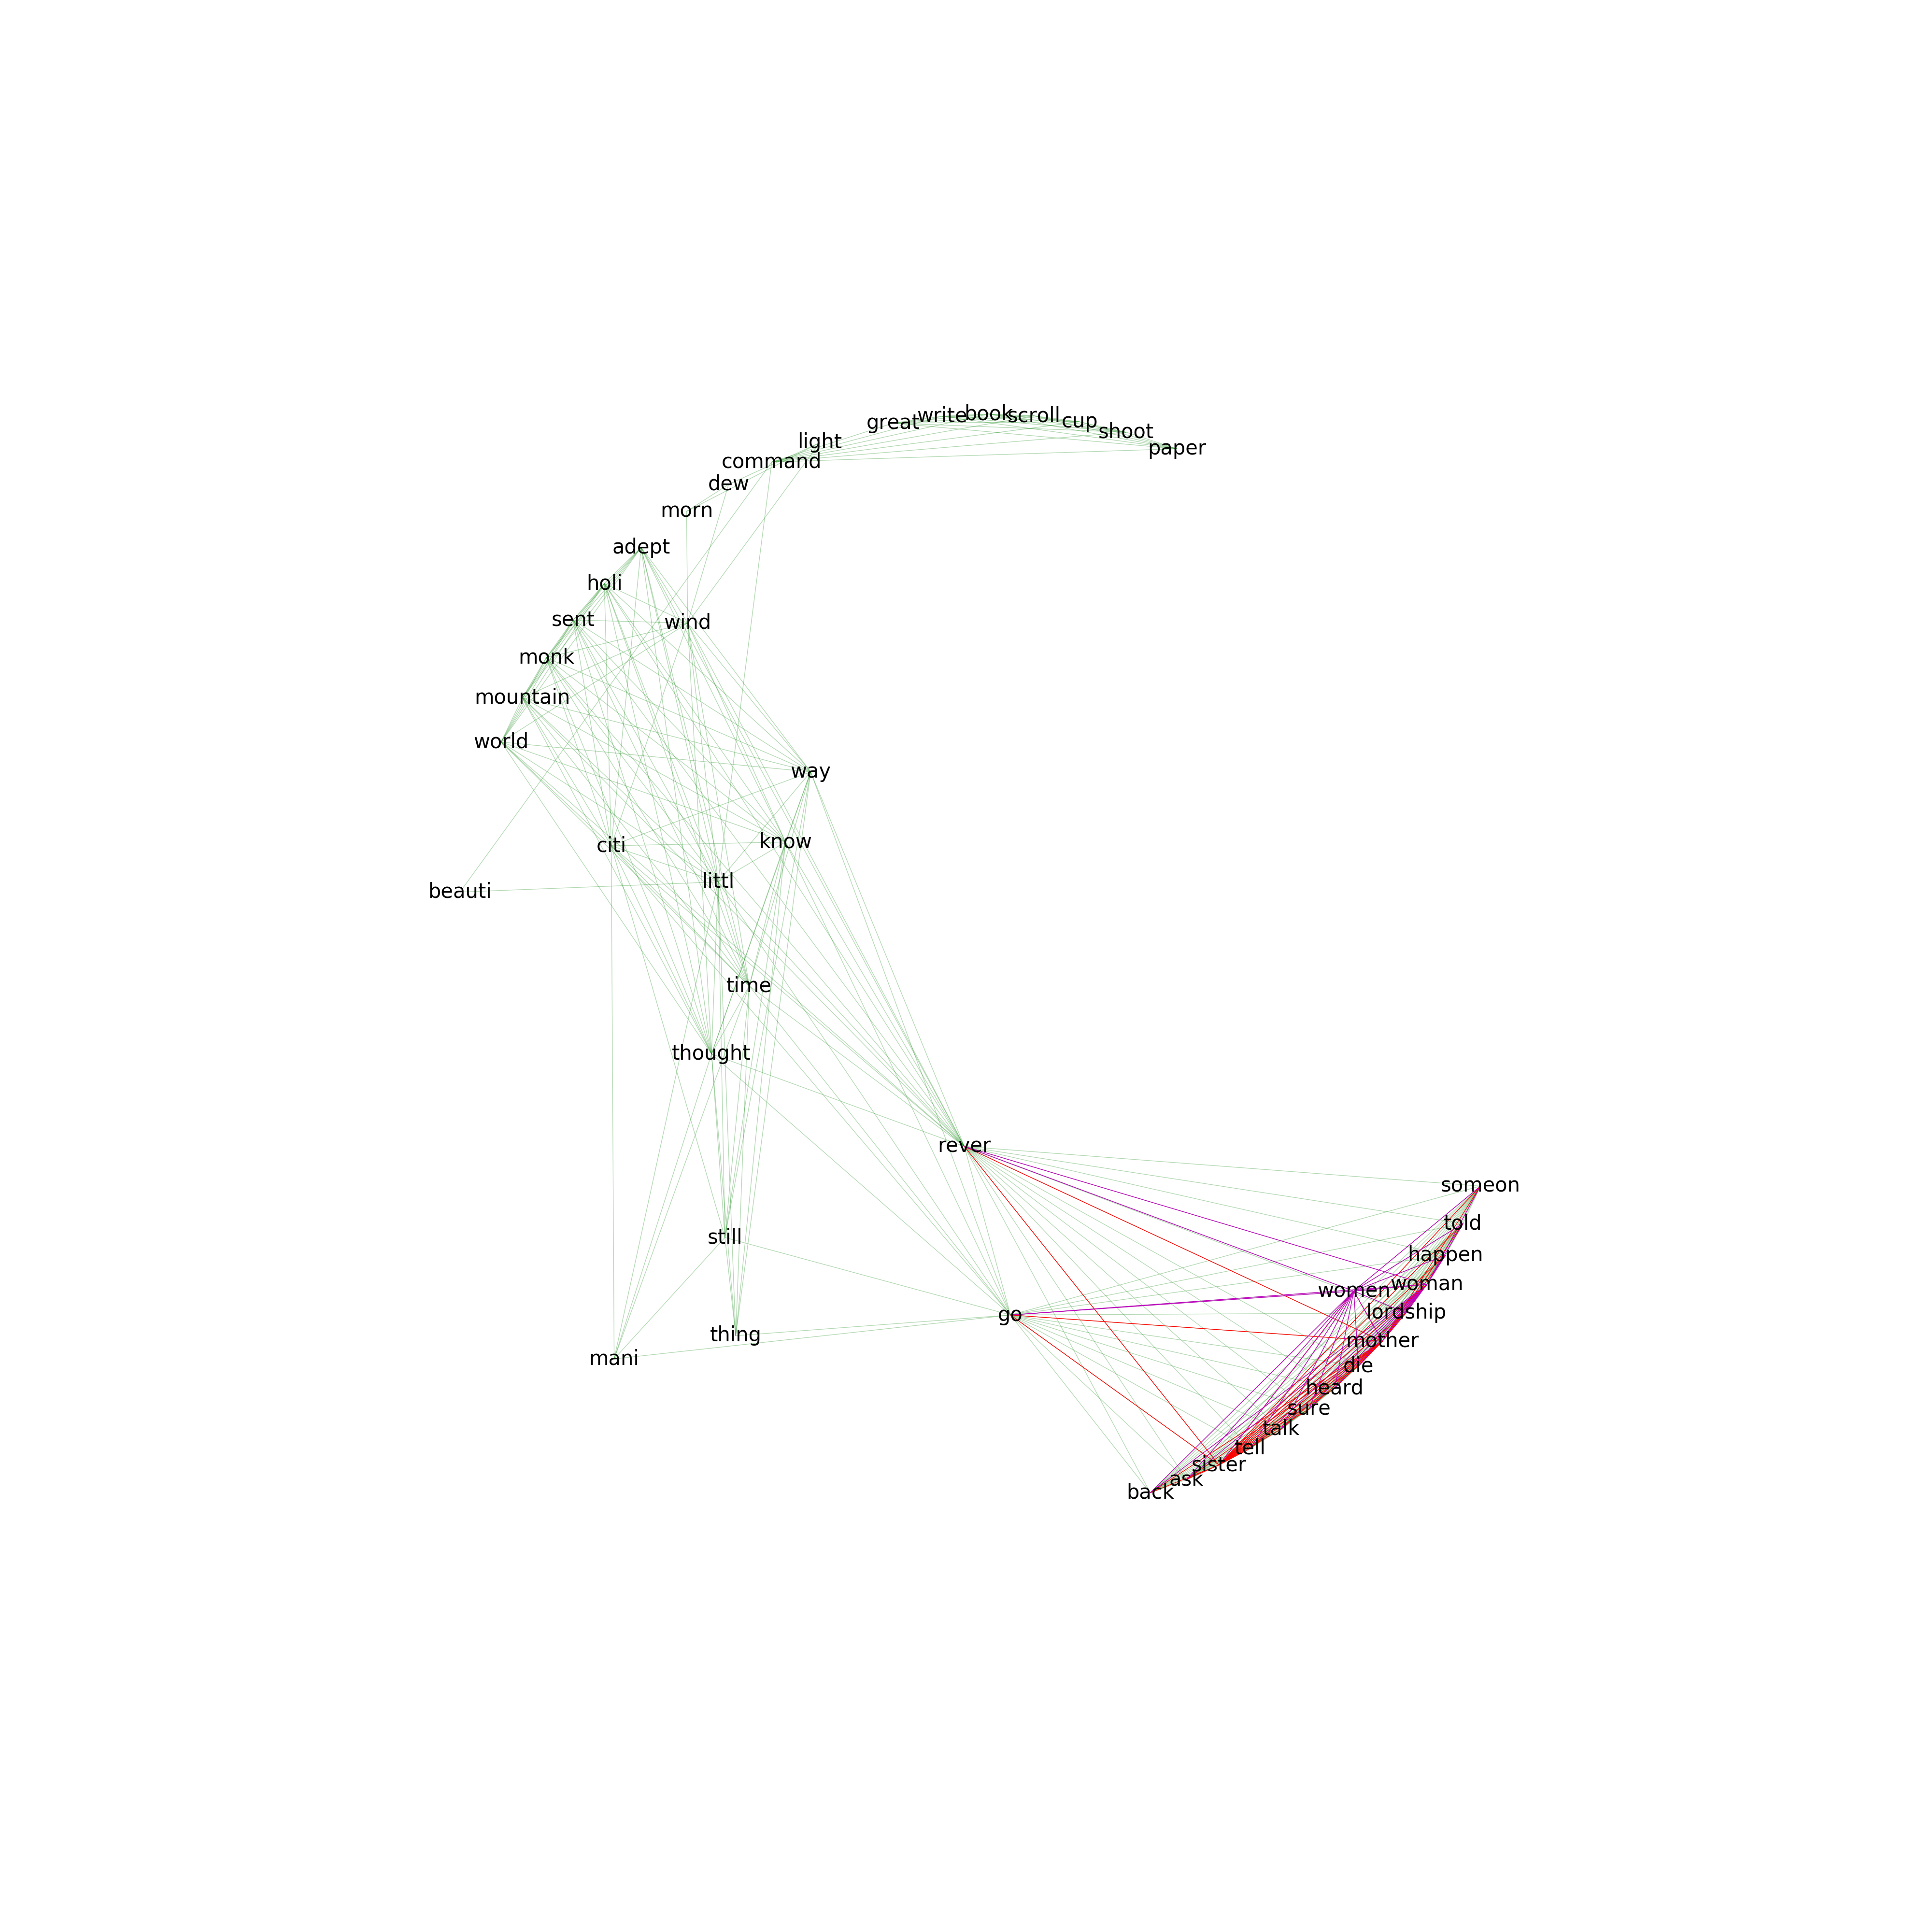 book
write
scroll
cup
great
shoot
light
paper
command
dew
morn
adept
holi
sent
wind
monk
mountain
world
way
know
citi
littl
beauti
time
thought
rever
someon
told
still
happen
woman
women
lordship
go
thing
mother
mani
die
heard
sure
talk
tell
sister
ask
back